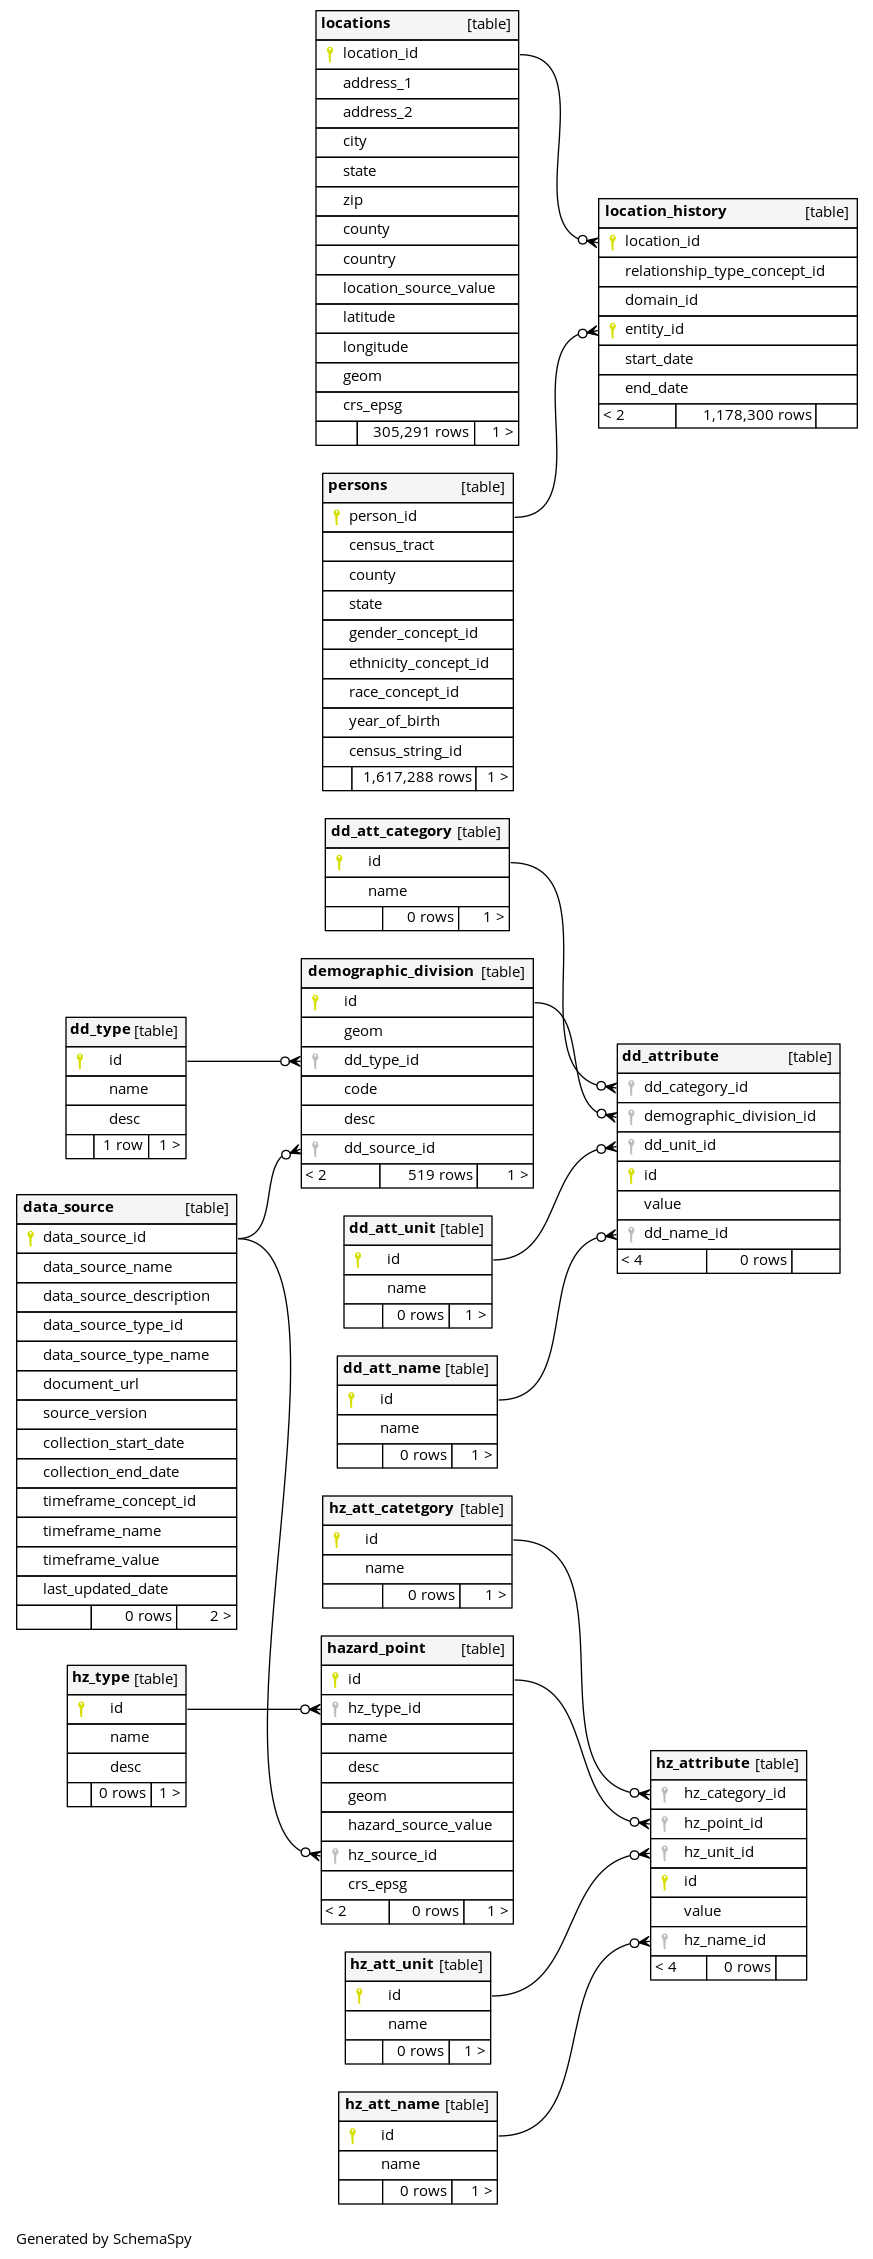 locations [table]
location_id
address_1
address_2
city
state
zip
county
country
location_source_value
latitude
longitude
geom
crs_epsg
305,291 rows 1 >
location_history [table]
location_id
relationship_type_concept_id
domain_id
entity_id
start_date
end_date
< 2 1,178,300 rows
persons [table]
person_id
census_tract
county
state
gender_concept_id
ethnicity_concept_id
race_concept_id
year_of_birth
census_string_id
1,617,288 rows 1 >
dd_att_category [table]
id
name
0 rows 1 >
demographic_division [table]
id
geom
dd_type_id
code
desc
dd_source_id
< 2 519 rows 1 >
dd_type [table]
id
name
desc
1 row 1 >
dd_attribute [table]
dd_category_id
demographic_division_id
dd_unit_id
id
value
dd_name_id
< 4 0 rows
data_source [table]
data_source_id
data_source_name
data_source_description
data_source_type_id
data_source_type_name
document_url
source_version
collection_start_date
collection_end_date
timeframe_concept_id
timeframe_name
timeframe_value
last_updated_date
0 rows 2 >
dd_att_unit [table]
id
name
0 rows 1 >
dd_att_name [table]
id
name
0 rows 1 >
hz_att_catetgory [table]
id
name
0 rows 1 >
hazard_point [table]
id
hz_type_id
name
desc
geom
hazard_source_value
hz_source_id
crs_epsg
< 2 0 rows 1 >
hz_type [table]
id
name
desc
0 rows 1 >
hz_attribute [table]
hz_category_id
hz_point_id
hz_unit_id
id
value
hz_name_id
< 4 0 rows
hz_att_unit [table]
id
name
0 rows 1 >
hz_att_name [table]
id
name
0 rows 1 >
Generated by SchemaSpy